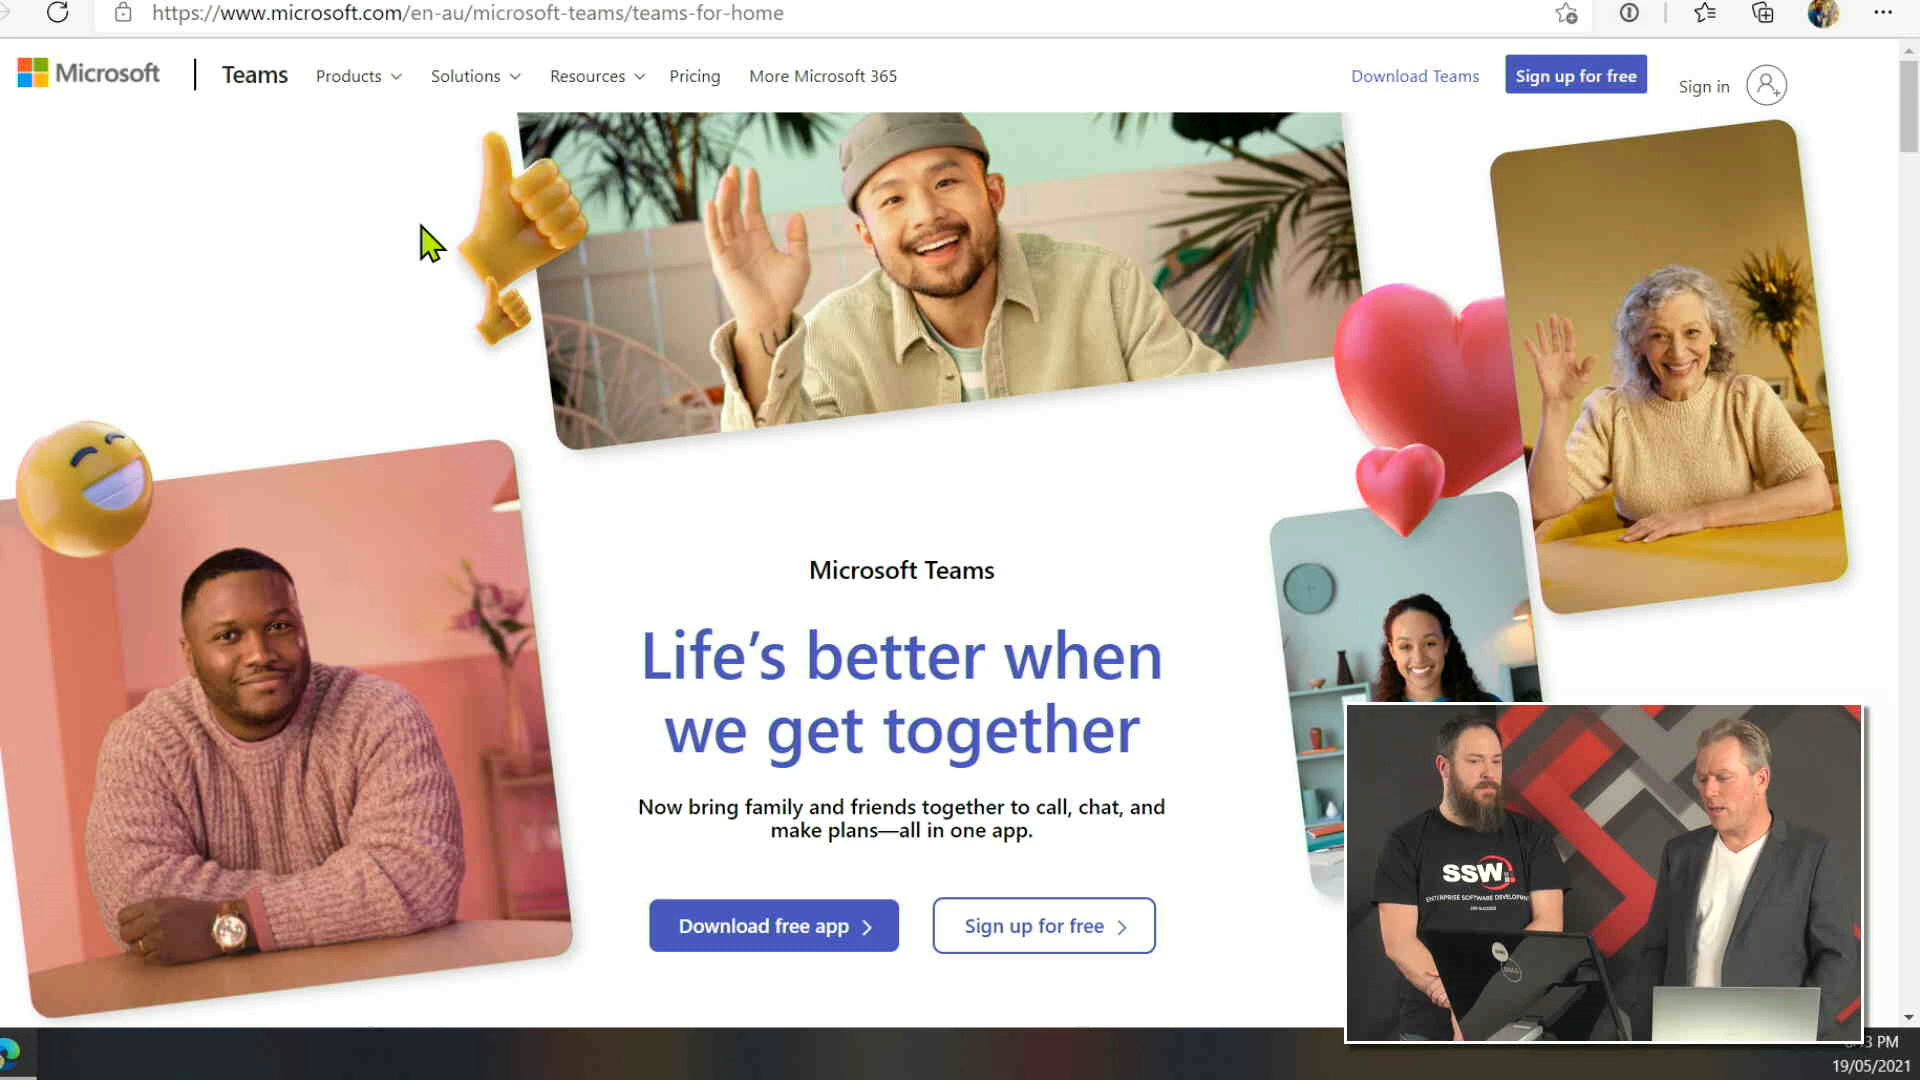 https://www.microsoft.com/en-au/microsoft-teams/teams-for-home
Microsoft
Teams
Products
Solutions
Resources
Pricing
More Microsoft 365
Download Teams
Sign up for free
Sign in
Microsoft Teams
Life's better when
we get together
Now bring family and friends together to call, chat, and
make plans—all in one app.
Download free app
Sign up for free
SSW
ENTERPRISE SOFTWARE DEVELOPMENT
PM
19/05/2021